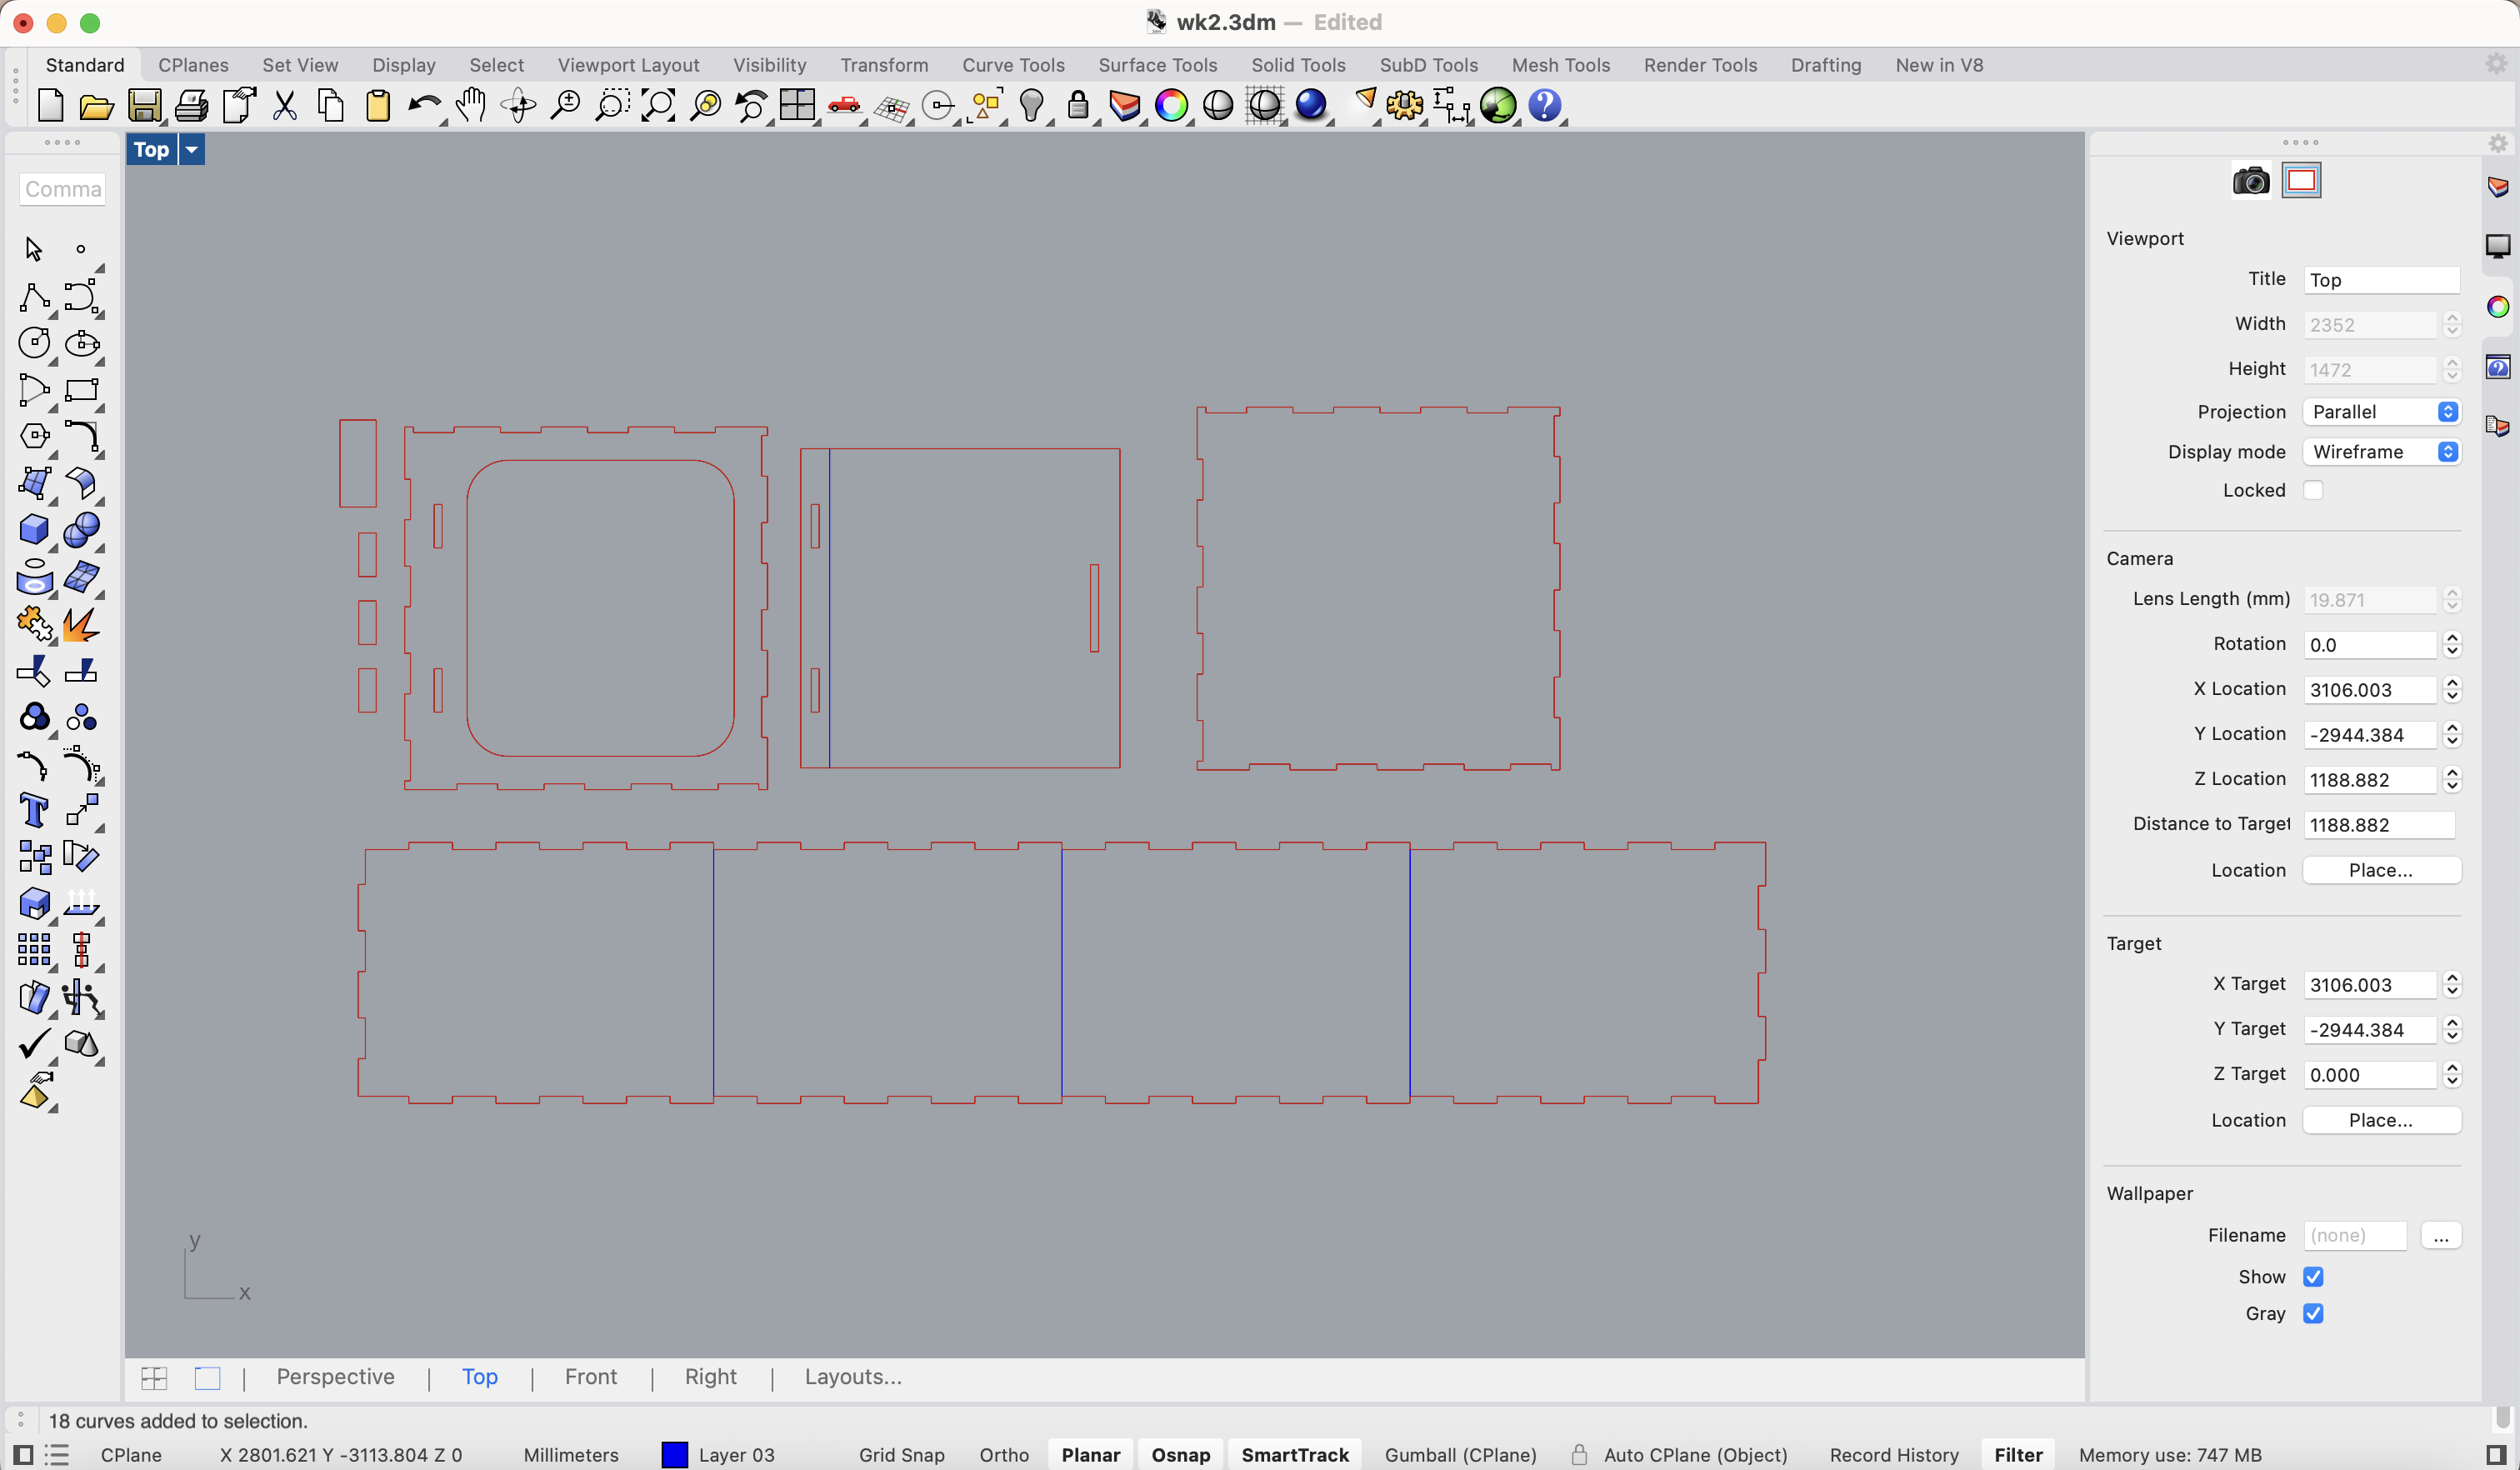 wk2.3dm — Edited
Standard CPlanes Set View Display Select Viewport Layout Visibility Transform Curve Tools Surface Tools Solid Tools SubD Tools Mesh Tools Render Tools Drafting New in V8
Top
Comma
Viewport
Title Top
Width 2352
Height 1472
Projection Parallel
Display mode Wireframe
Locked
Camera
Lens Length (mm) 19.871
Rotation 0.0
X Location 3106.003
Y Location -2944.384
Z Location 1188.882
Distance to Target 1188.882
Location Place...
Target
X Target 3106.003
Y Target -2944.384
Z Target 0.000
Location Place...
Wallpaper
Filename (none) ...
Show
Gray
y
x
Perspective | Top | Front | Right | Layouts...
18 curves added to selection.
CPlane X 2801.621 Y -3113.804 Z 0 Millimeters Layer 03 Grid Snap Ortho Planar Osnap SmartTrack Gumball (CPlane) Auto CPlane (Object) Record History Filter Memory use: 747 MB